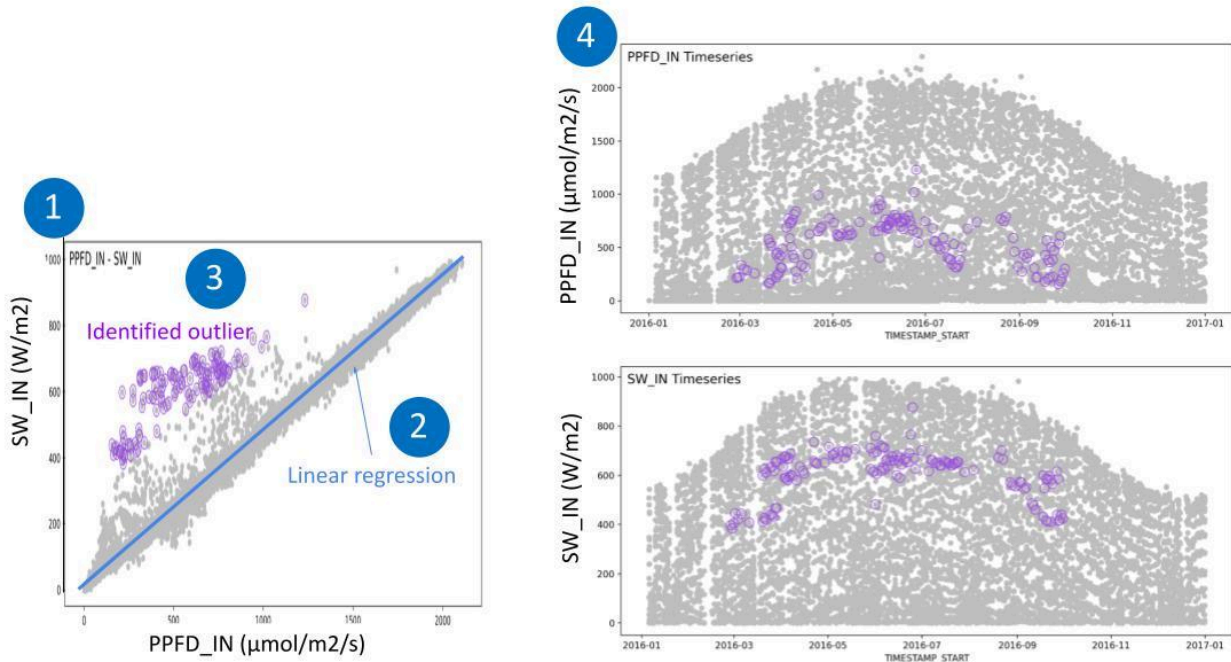 1
PPFD_IN - SW_IN
3
Identified outlier
2
Linear regression
1000
800
600
400
200
0
SW_IN (W/m2)
0 500 1000 1500 2000
PPFD_IN (μmol/m2/s)
4
PPFD_IN Timeseries
2000
1500
1000
500
0
PPFD_IN (μmol/m2/s)
2016-01 2016-03 2016-05 2016-07 2016-09 2016-11 2017-01
TIMESTAMP_START
SW_IN Timeseries
1000
800
600
400
200
0
SW_IN (W/m2)
2016-01 2016-03 2016-05 2016-07 2016-09 2016-11 2017-01
TIMESTAMP_START